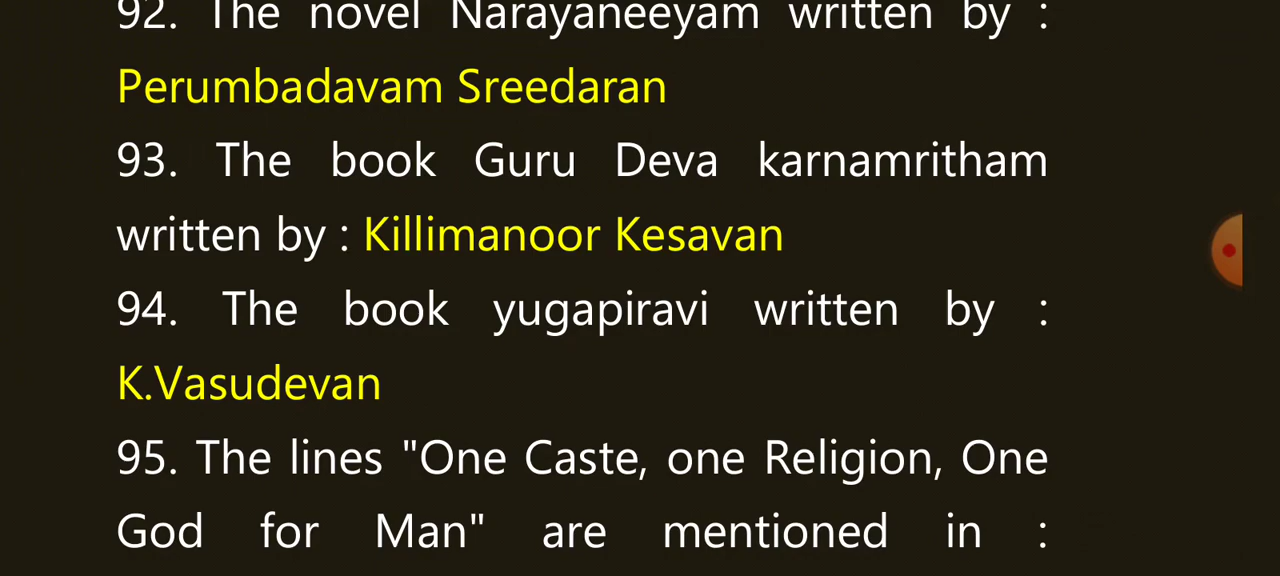 92. The novel Narayaneeyam written by :
Perumbadavam Sreedaran
93. The book Guru Deva karnamritham
written by : Killimanoor Kesavan
94. The book yugapiravi written by :
K.Vasudevan
95. The lines "One Caste, one Religion, One
God for Man" are mentioned in :